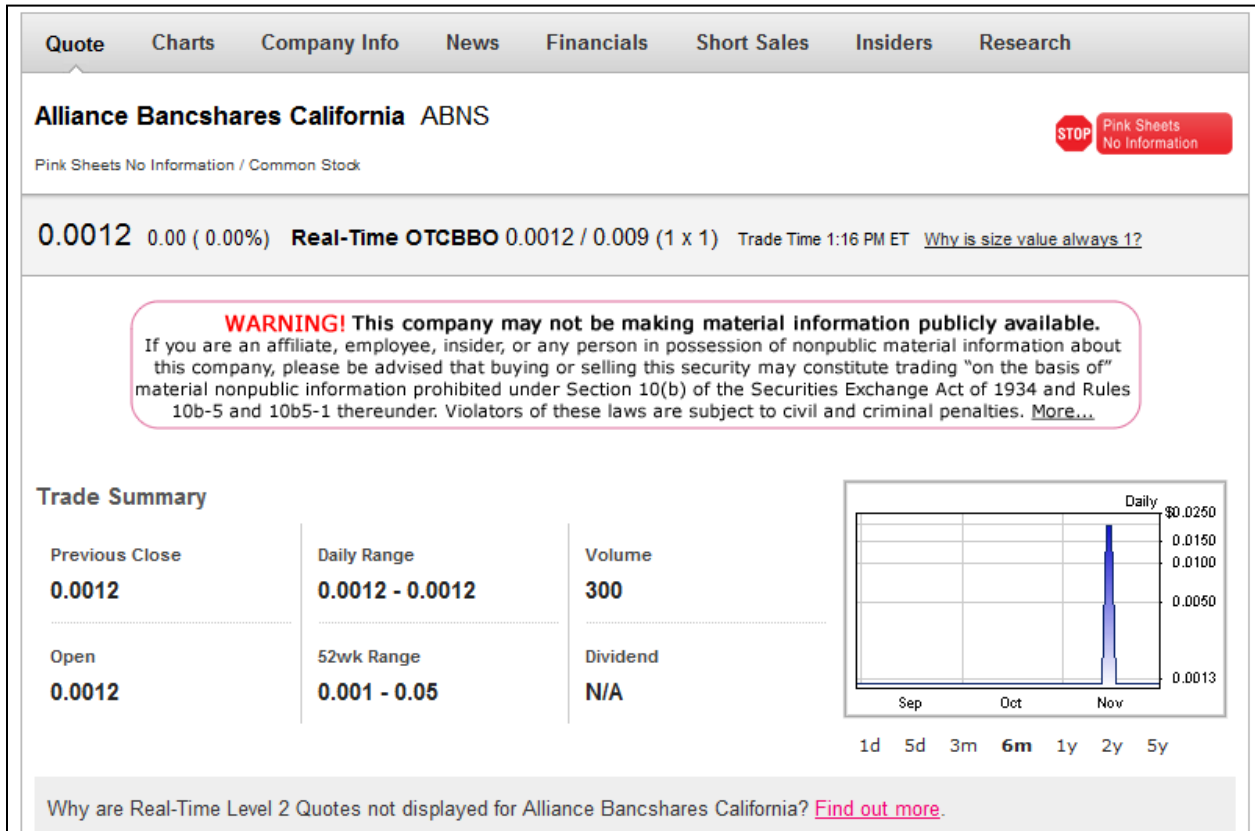 Quote Charts Company Info News Financials Short Sales Insiders Research
Alliance Bancshares California ABNS
STOP Pink Sheets
No Information
Pink Sheets No Information / Common Stock
0.0012 0.00 ( 0.00%) Real-Time OTCBBO 0.0012 / 0.009 (1 x 1) Trade Time 1:16 PM ET Why is size value always 1?
WARNING! This company may not be making material information publicly available.
If you are an affiliate, employee, insider, or any person in possession of nonpublic material information about
this company, please be advised that buying or selling this security may constitute trading "on the basis of"
material nonpublic information prohibited under Section 10(b) of the Securities Exchange Act of 1934 and Rules
10b-5 and 10b5-1 thereunder. Violators of these laws are subject to civil and criminal penalties. More...
Trade Summary
Previous Close Daily Range Volume
0.0012 0.0012 - 0.0012 300
Open 52wk Range Dividend
0.0012 0.001 - 0.05 N/A
Daily
$0.0250
0.0150
0.0100
0.0050
0.0013
Sep Oct Nov
1d 5d 3m 6m 1y 2y 5y
Why are Real-Time Level 2 Quotes not displayed for Alliance Bancshares California? Find out more.